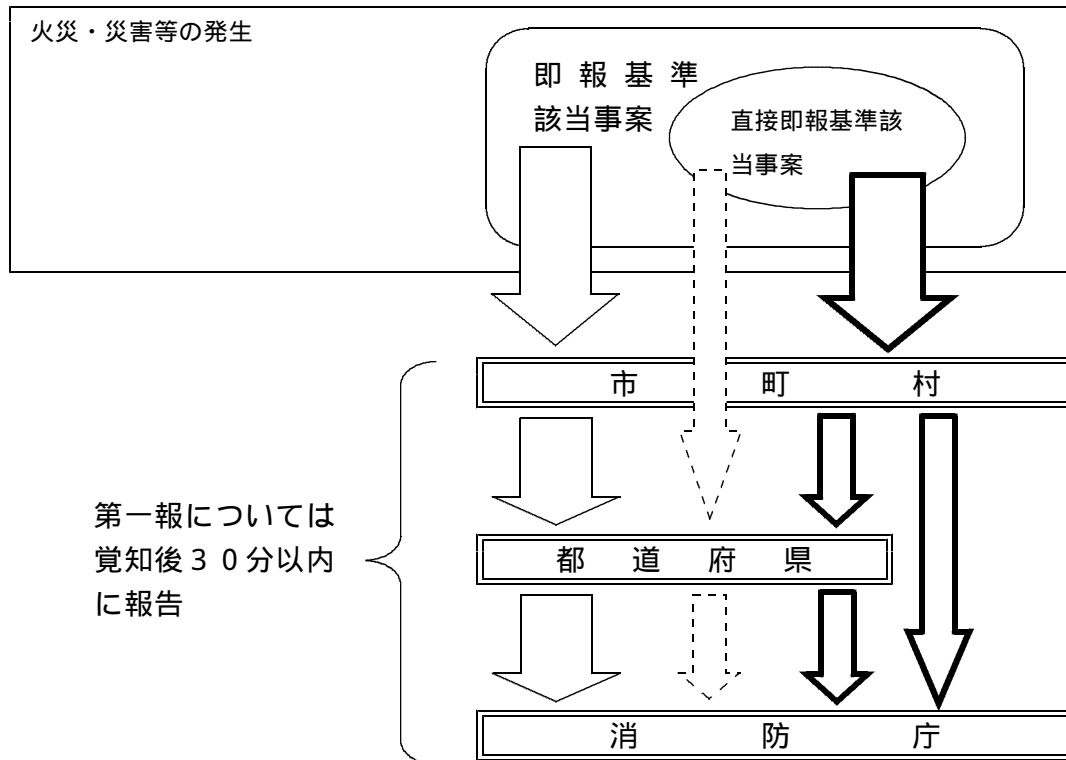 火災・災害等の発生
即報基準
該当事案
直接即報基準該
当事案
市町村
第一報については
覚知後３０分以内
に報告
都道府県
消防庁